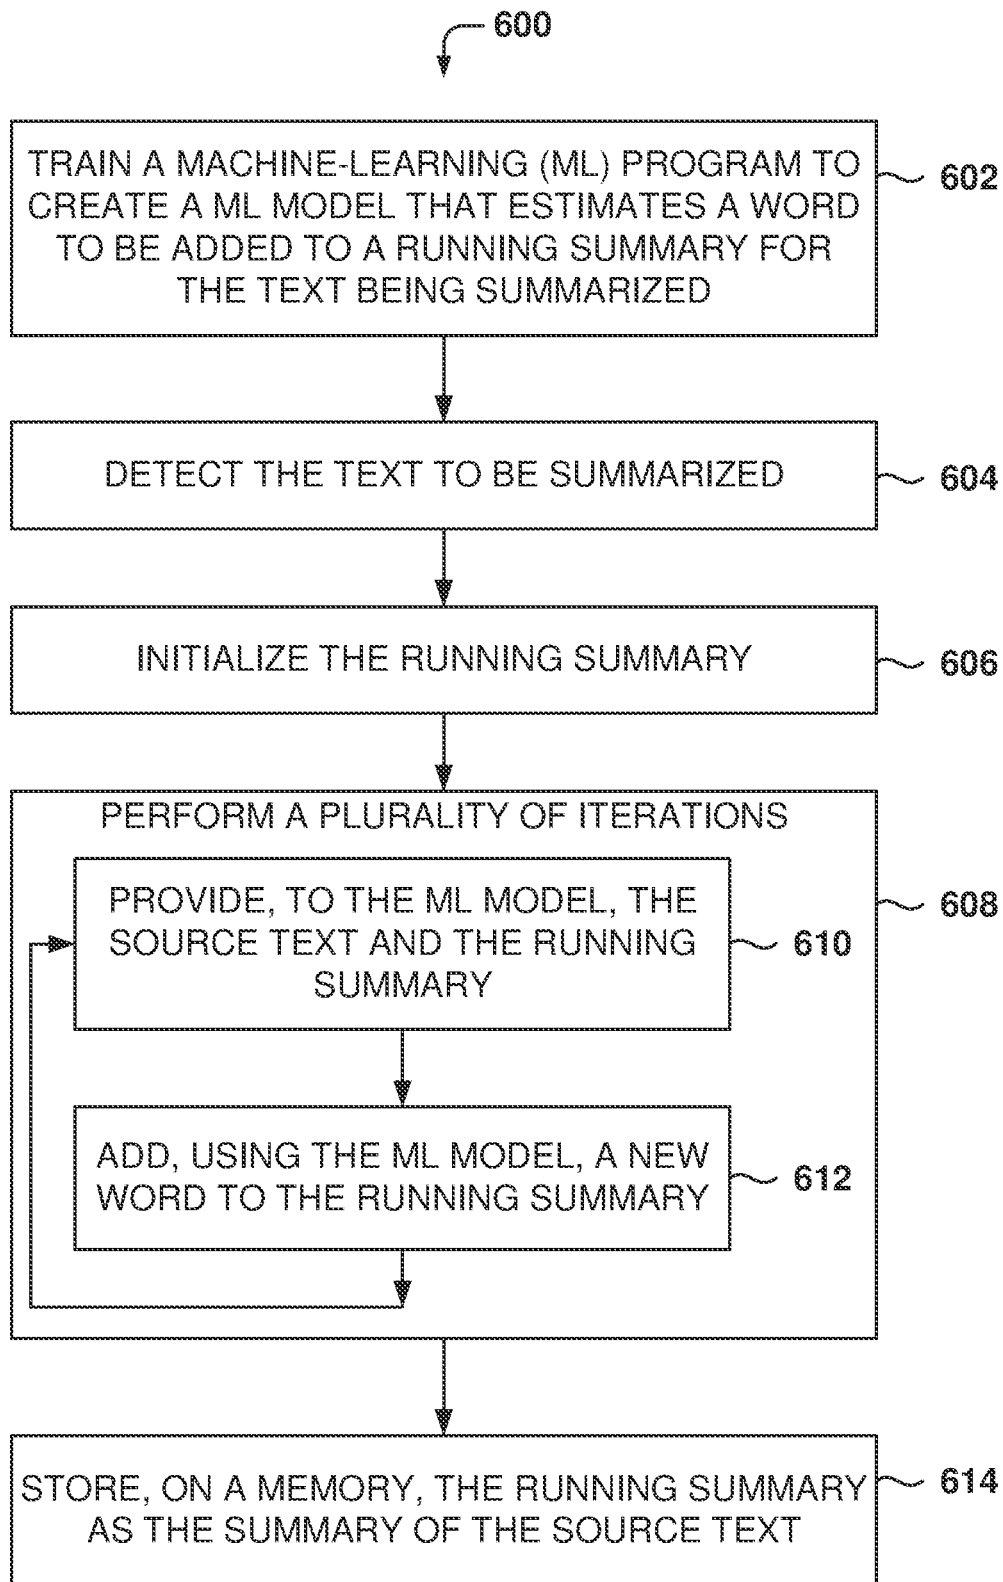 600
TRAIN A MACHINE-LEARNING (ML) PROGRAM TO
CREATE A ML MODEL THAT ESTIMATES A WORD
TO BE ADDED TO A RUNNING SUMMARY FOR
THE TEXT BEING SUMMARIZED
602
DETECT THE TEXT TO BE SUMMARIZED
604
INITIALIZE THE RUNNING SUMMARY
606
PERFORM A PLURALITY OF ITERATIONS
608
PROVIDE, TO THE ML MODEL, THE
SOURCE TEXT AND THE RUNNING
SUMMARY
610
ADD, USING THE ML MODEL, A NEW
WORD TO THE RUNNING SUMMARY
612
STORE, ON A MEMORY, THE RUNNING SUMMARY
AS THE SUMMARY OF THE SOURCE TEXT
614